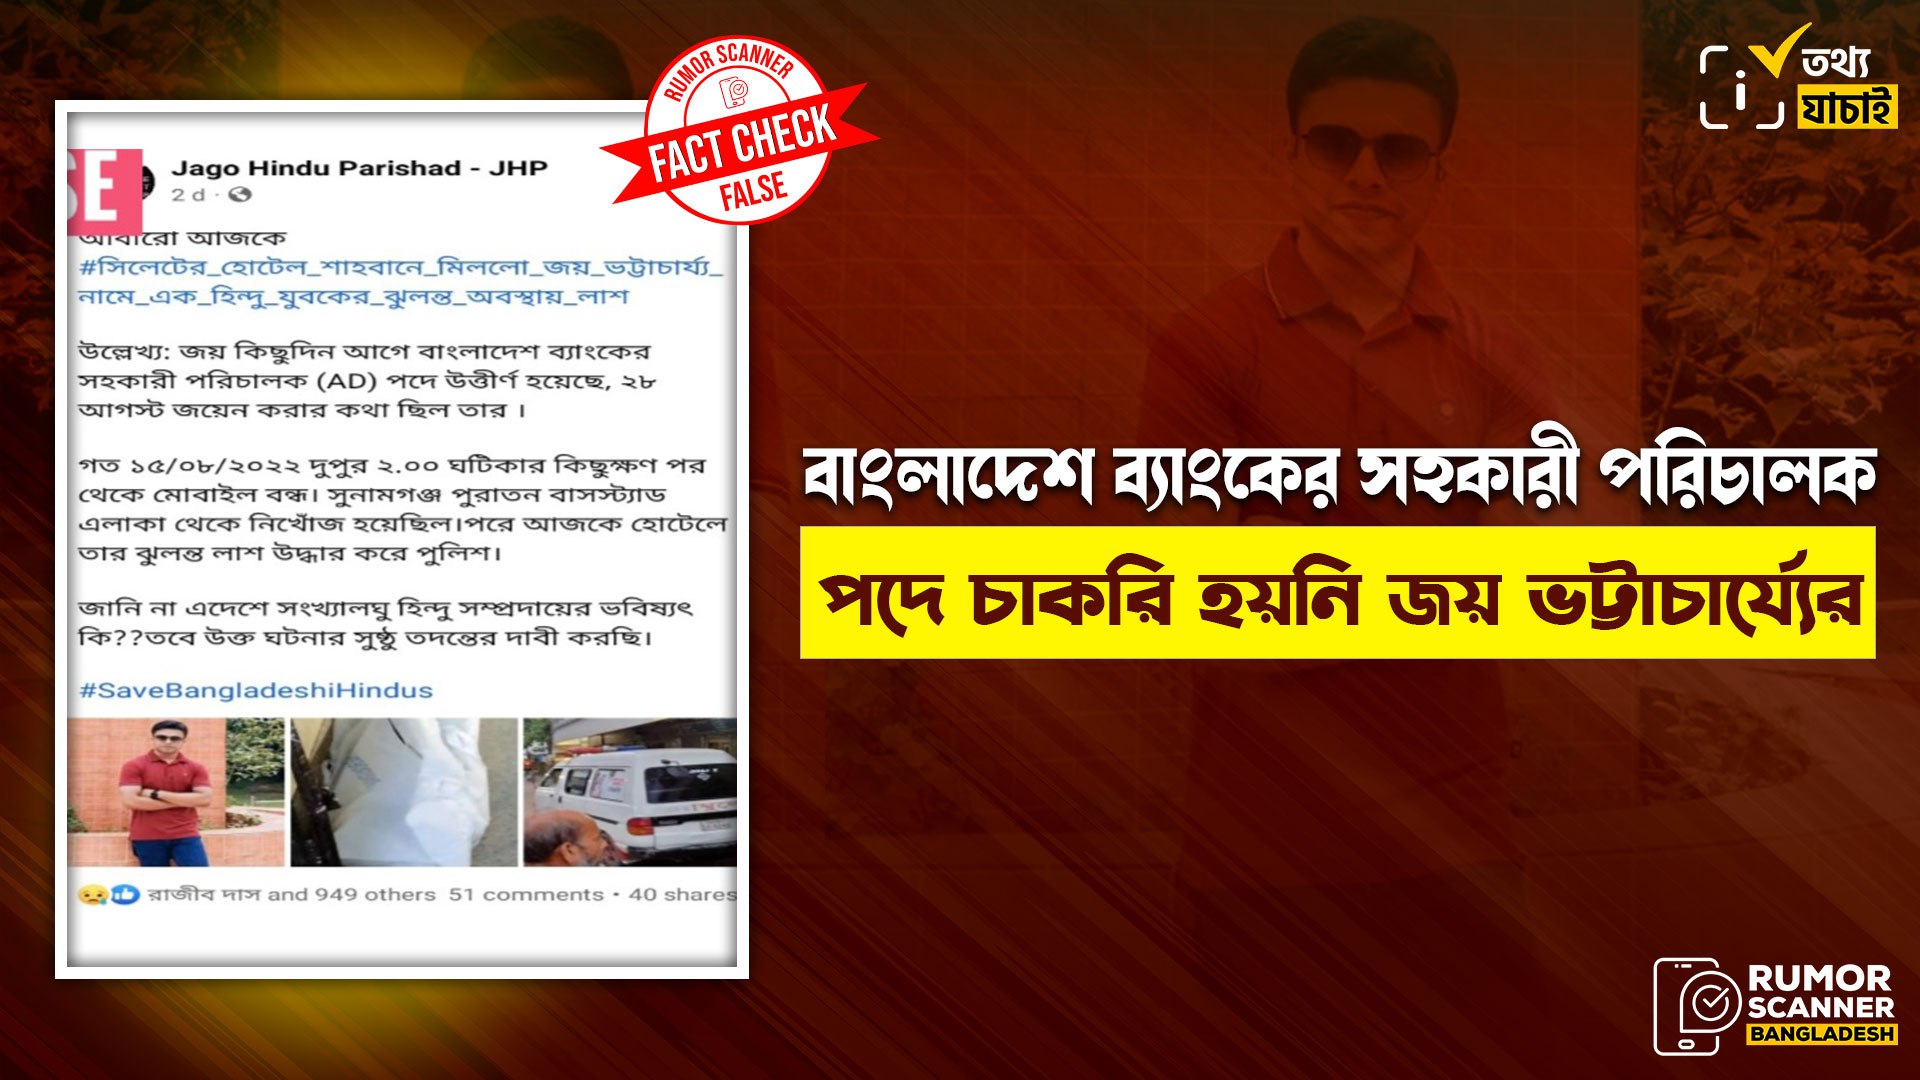 SE
Jago Hindu Parishad - JHP
2 d ·
আবারো আজকে
#সিলেটের_হোটেল_শাহবানে_মিললো_জয়_ভট্টাচার্য্য_
নামে_এক_হিন্দু_যুবকের_ঝুলন্ত_অবস্থায়_লাশ
উল্লেখ্য: জয় কিছুদিন আগে বাংলাদেশ ব্যাংকের
সহকারী পরিচালক (AD) পদে উত্তীর্ণ হয়েছে, ২৮
আগস্ট জয়েন করার কথা ছিল তার ।
গত ১৫/০৮/২০২২ দুপুর ২.০০ ঘটিকার কিছুক্ষণ পর
থেকে মোবাইল বন্ধ। সুনামগঞ্জ পুরাতন বাসস্ট্যাড
এলাকা থেকে নিখোঁজ হয়েছিল।পরে আজকে হোটেলে
তার ঝুলন্ত লাশ উদ্ধার করে পুলিশ।
জানি না এদেশে সংখ্যালঘু হিন্দু সম্প্রদায়ের ভবিষ্যৎ
কি??তবে উক্ত ঘটনার সুষ্ঠু তদন্তের দাবী করছি।
#SaveBangladeshiHindus
রাজীব দাস and 949 others 51 comments • 40 shares
RUMOR SCANNER
FACT CHECK
FALSE
তথ্য
যাচাই
বাংলাদেশ ব্যাংকের সহকারী পরিচালক
পদে চাকরি হয়নি জয় ভট্টাচার্য্যের
RUMOR
SCANNER
BANGLADESH